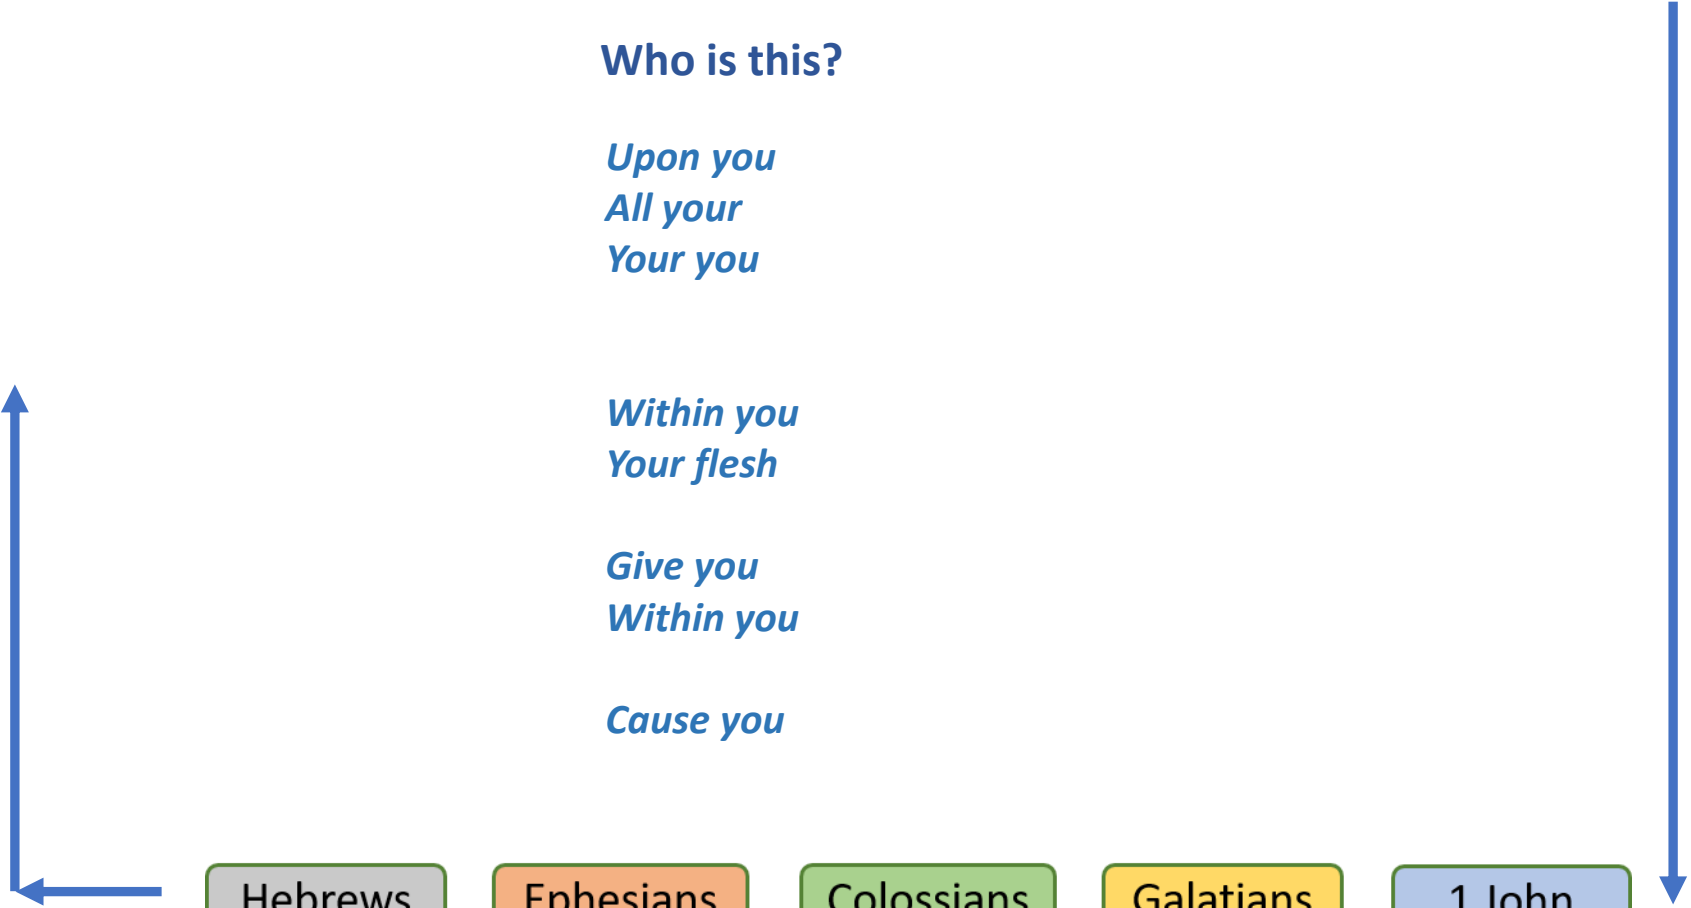 Who is this?
Upon you
All your
Your you
Within you
Your flesh
Give you
Within you
Cause you
Hebrews Ephesians Colossians Galatians 1 John